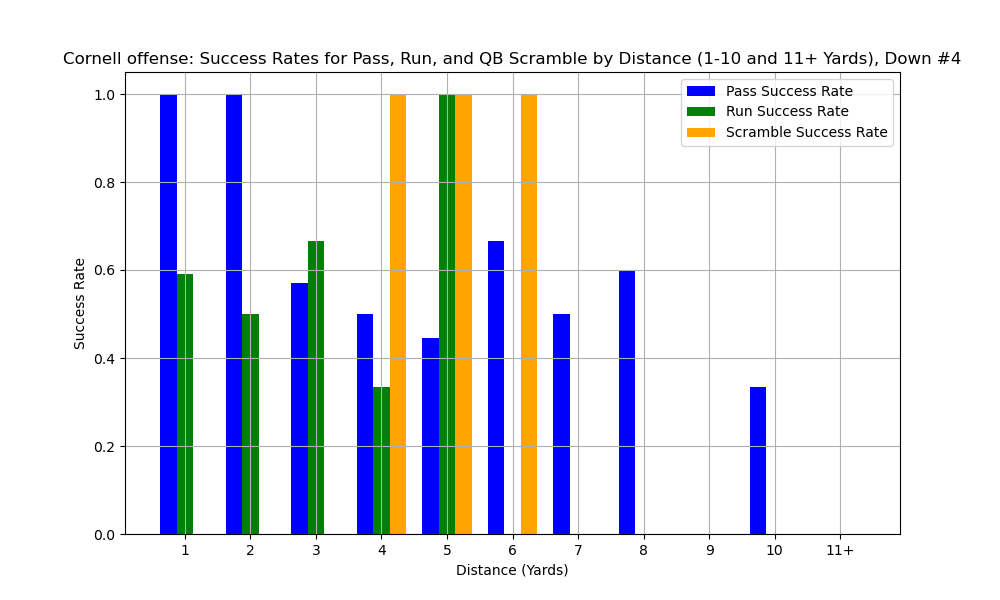 Cornell offense: Success Rates for Pass, Run, and QB Scramble by Distance (1-10 and 11+ Yards), Down #4
Pass Success Rate
Run Success Rate
Scramble Success Rate
Success Rate
1.0
0.8
0.6
0.4
0.2
0.0
1 2 3 4 5 6 7 8 9 10 11+
Distance (Yards)